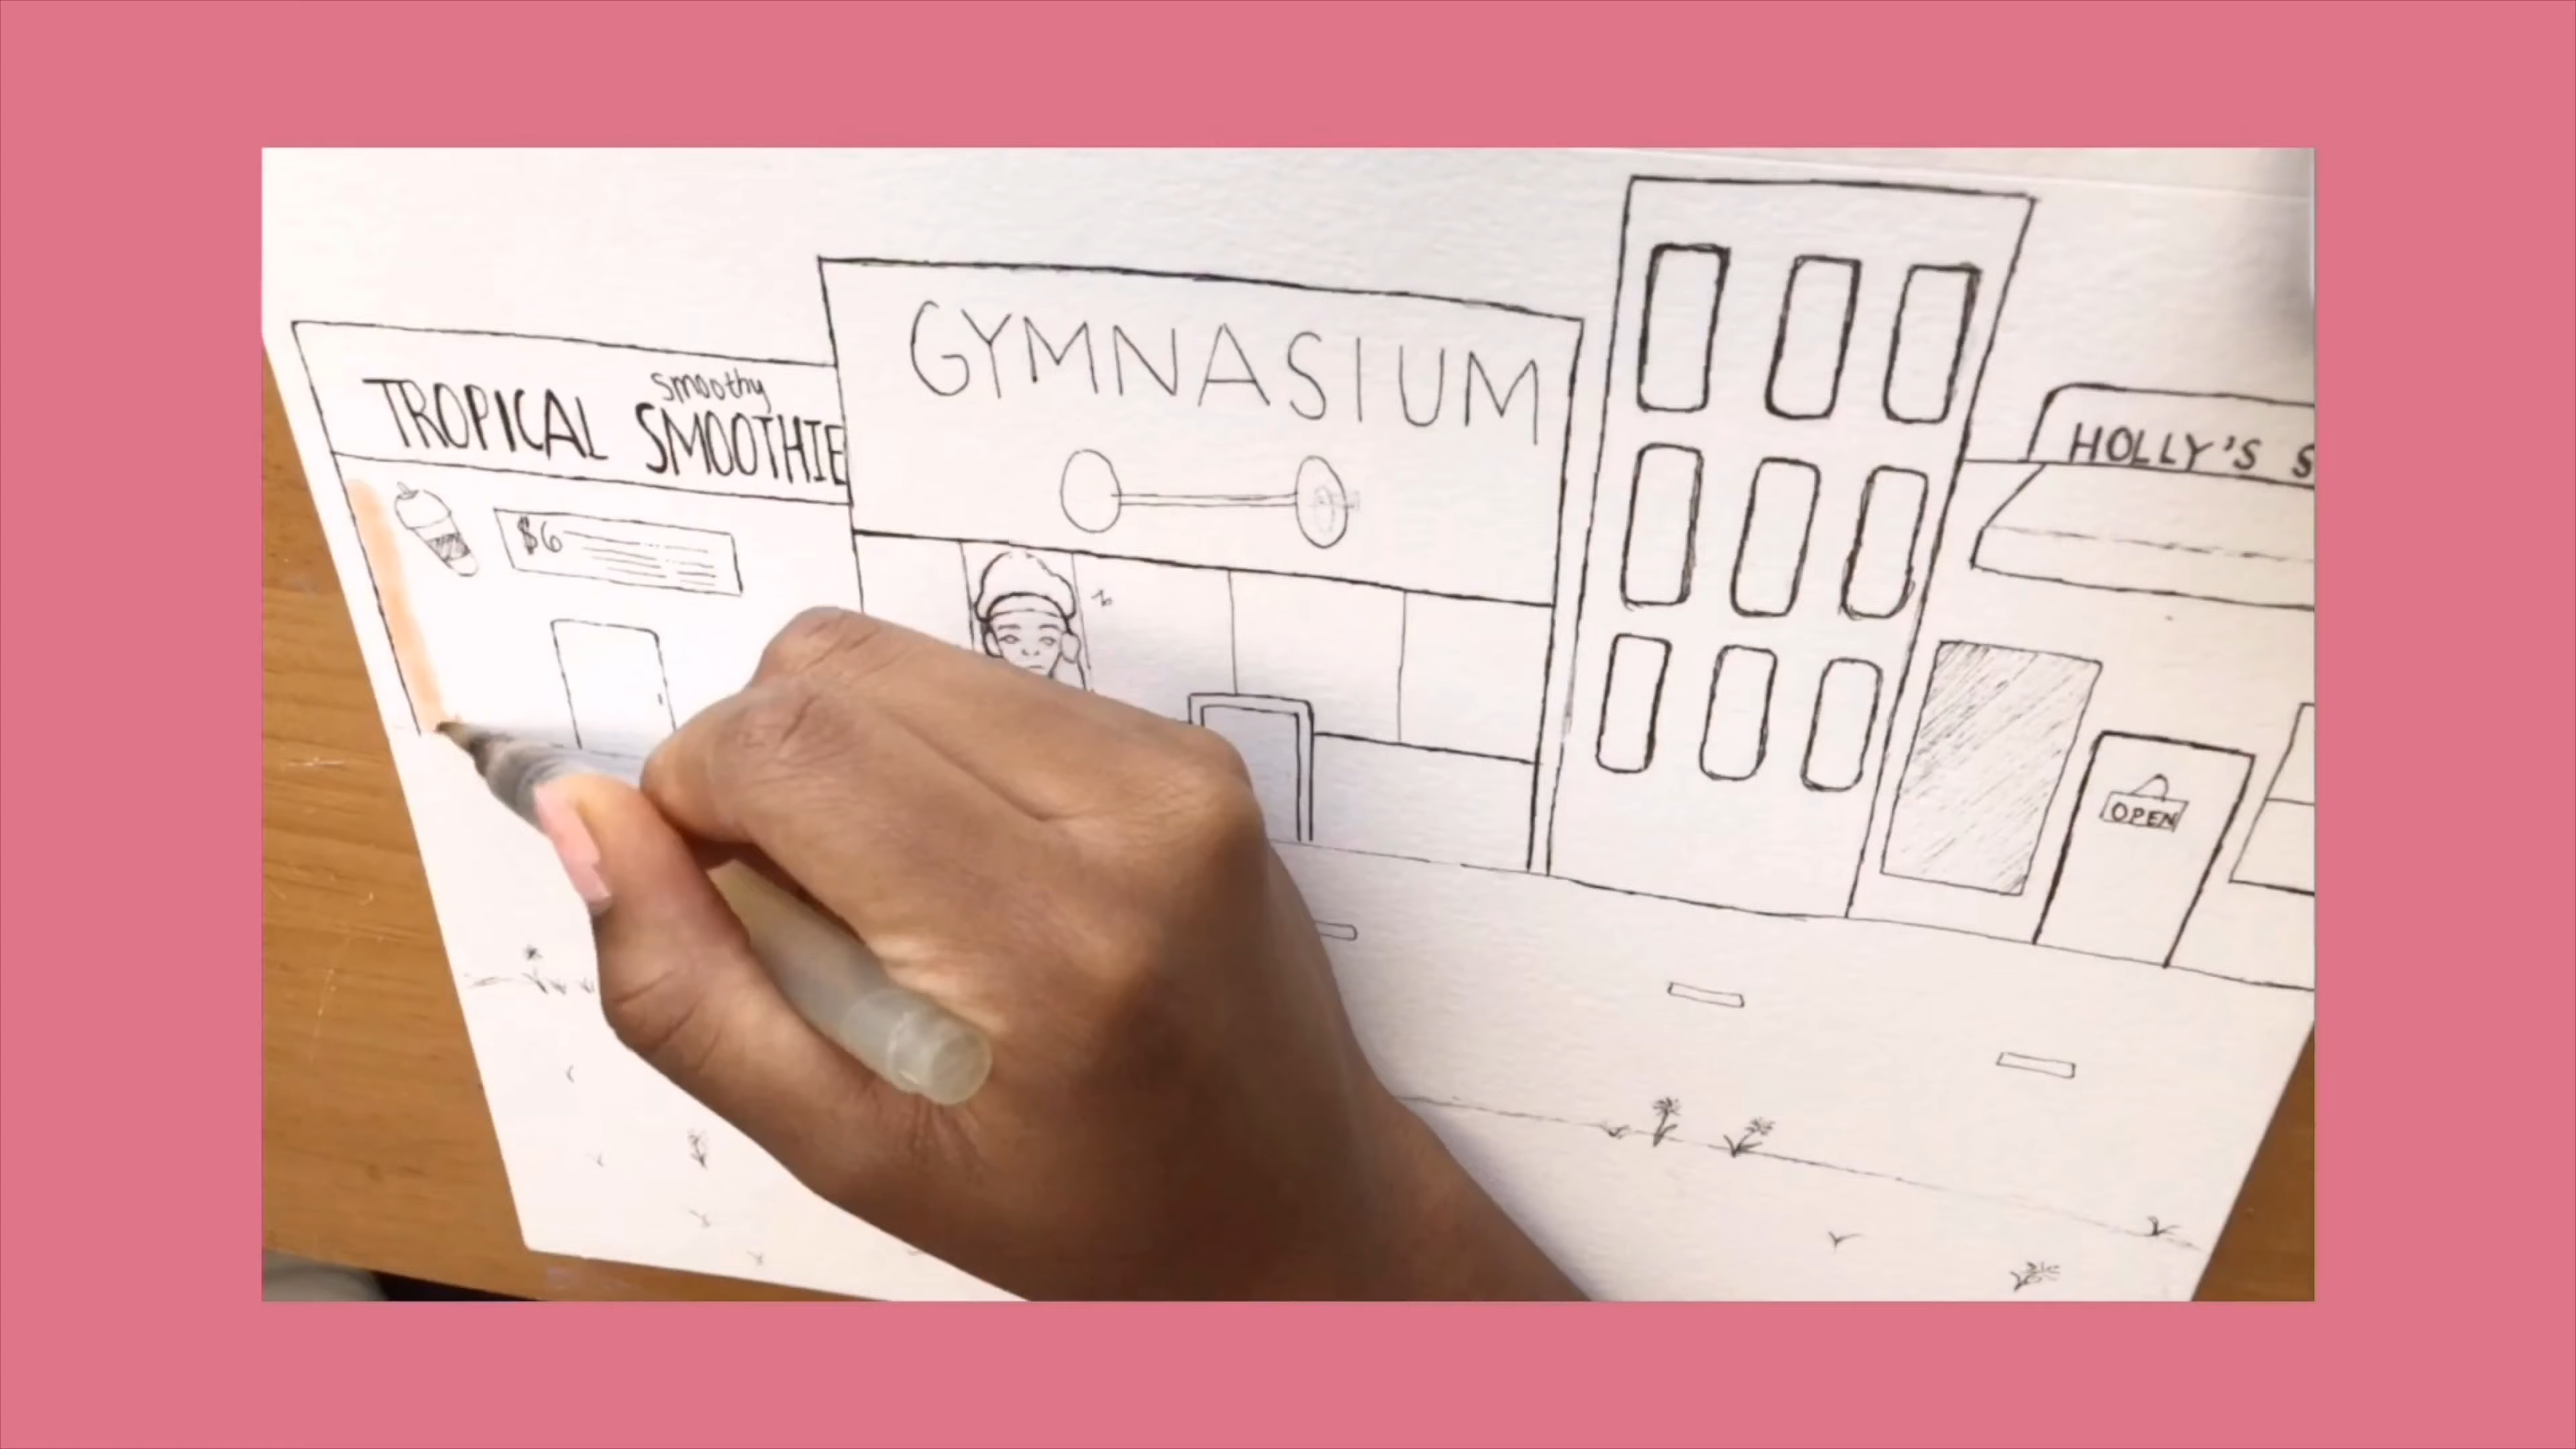 smoothy
TROPICAL SMOOTHIE
$6
GYMNASIUM
HOLLY'S S
OPEN